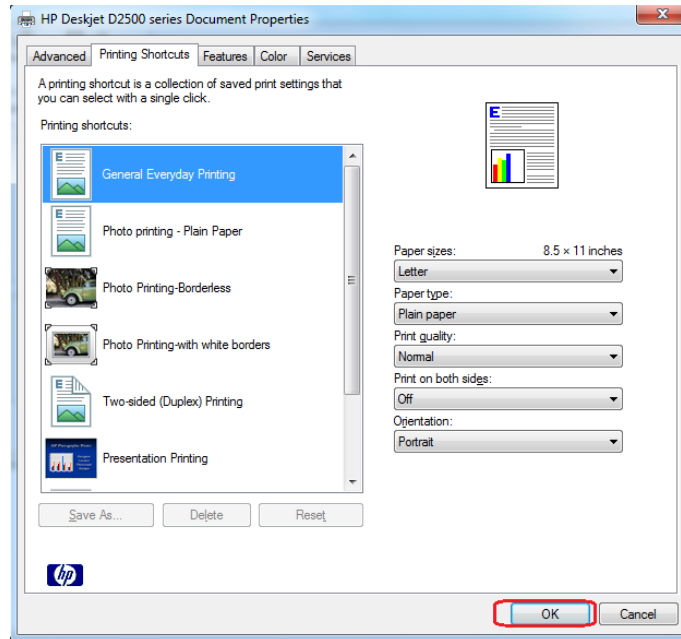 HP Deskjet D2500 series Document Properties
Advanced
Printing Shortcuts
Features
Color
Services
A printing shortcut is a collection of saved print settings that
you can select with a single click.
Printing shortcuts:
General Everyday Printing
Photo printing - Plain Paper
Photo Printing-Borderless
Photo Printing-with white borders
Two-sided (Duplex) Printing
Presentation Printing
Save As...
Delete
Reset
E
Paper sizes:
8.5 × 11 inches
Letter
Paper type:
Plain paper
Print quality:
Normal
Print on both sides:
Off
Orientation:
Portrait
hp
OK
Cancel